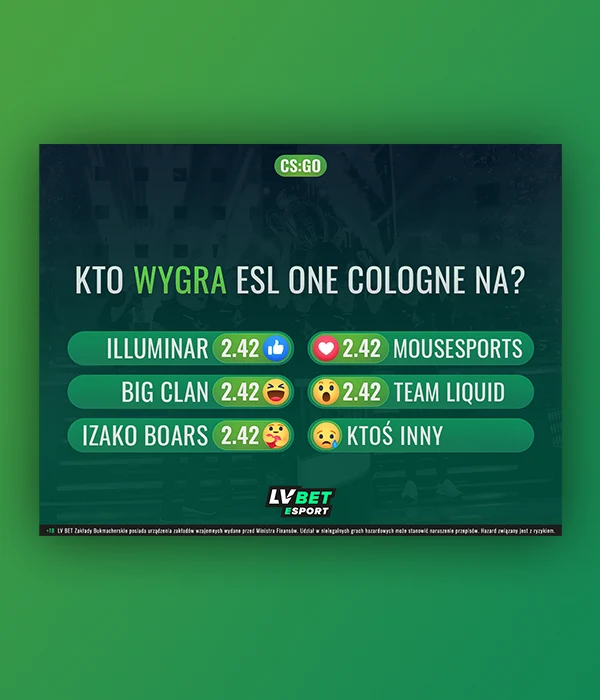 CS:GO
KTO WYGRA ESL ONE COLOGNE NA?
ILLUMINAR 2.42
2.42 MOUSESPORTS
BIG CLAN 2.42
2.42 TEAM LIQUID
IZAKO BOARS 2.42
KTOŚ INNY
LV BET
ESPORT
+18 LV BET Zakłady Bukmacherskie posiada urządzenia zakładów wzajemnych wydane przed Ministra Finansów. Udział w nielegalnych grach hazardowych może stanowić naruszenie przepisów. Hazard związany jest z ryzykiem.